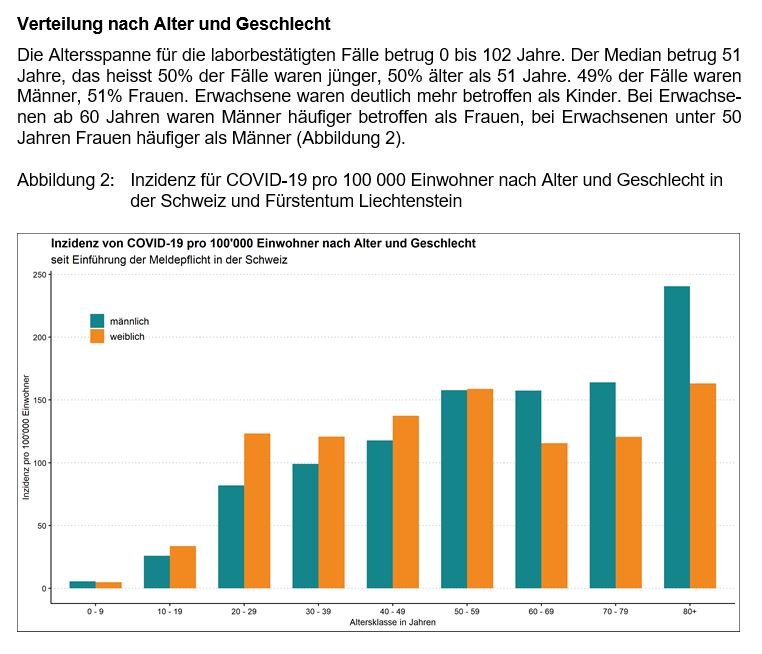 Verteilung nach Alter und Geschlecht
Die Altersspanne für die laborbestätigten Fälle betrug 0 bis 102 Jahre. Der Median betrug 51
Jahre, das heisst 50% der Fälle waren jünger, 50% älter als 51 Jahre. 49% der Fälle waren
Männer, 51% Frauen. Erwachsene waren deutlich mehr betroffen als Kinder. Bei Erwachse-
nen ab 60 Jahren waren Männer häufiger betroffen als Frauen, bei Erwachsenen unter 50
Jahren Frauen häufiger als Männer (Abbildung 2).
Abbildung 2: Inzidenz für COVID-19 pro 100 000 Einwohner nach Alter und Geschlecht in
der Schweiz und Fürstentum Liechtenstein
Inzidenz von COVID-19 pro 100'000 Einwohner nach Alter und Geschlecht
seit Einführung der Meldepflicht in der Schweiz
250
200
150
100
50
0
Inzidenz pro 100'000 Einwohner
männlich
weiblich
0 - 9 10 - 19 20 - 29 30 - 39 40 - 49 50 - 59 60 - 69 70 - 79 80+
Altersklasse in Jahren